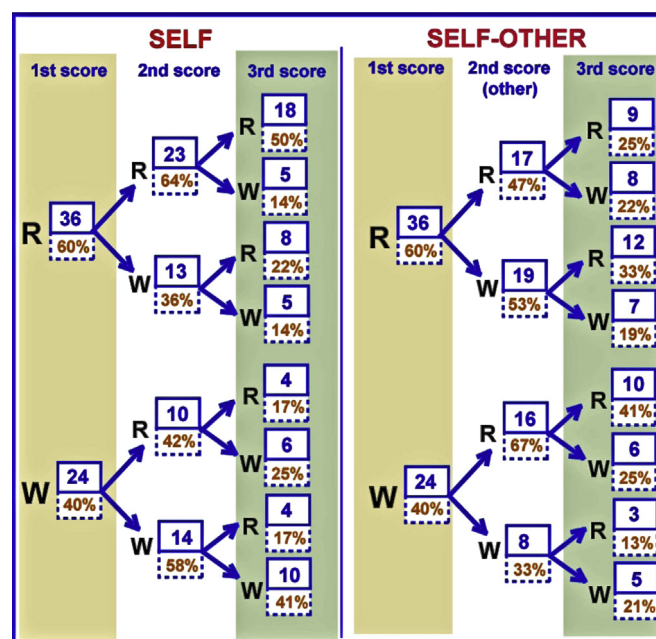 SELF
SELF-OTHER
1st score
2nd score
3rd score
1st score
2nd score
(other)
3rd score
R
36
60%
R
23
64%
W
13
36%
R
18
50%
W
5
14%
R
8
22%
W
5
14%
W
24
40%
R
10
42%
W
14
58%
R
4
17%
W
6
25%
R
4
17%
W
10
41%
R
36
60%
R
17
47%
W
19
53%
R
9
25%
W
8
22%
R
12
33%
W
7
19%
W
24
40%
R
16
67%
W
8
33%
R
10
41%
W
6
25%
R
3
13%
W
5
21%